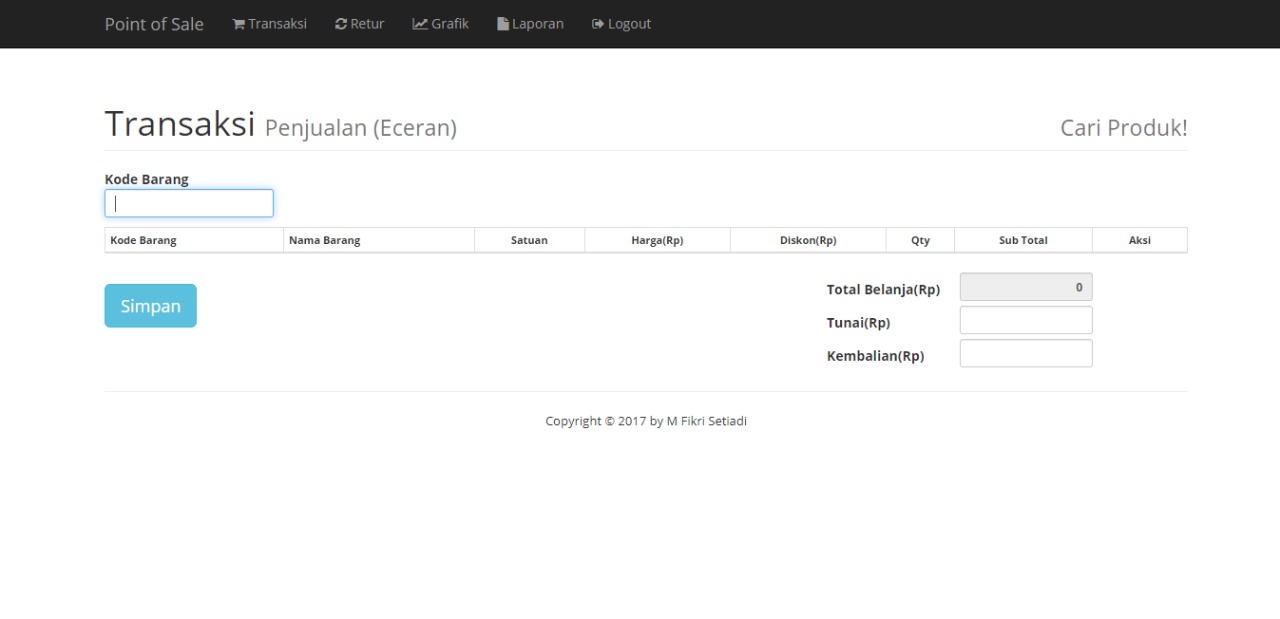 Point of Sale Transaksi Retur Grafik Laporan Logout
Transaksi Penjualan (Eceran) Cari Produk!
Kode Barang
Kode Barang Nama Barang Satuan Harga(Rp) Diskon(Rp) Qty Sub Total Aksi
Simpan
Total Belanja(Rp) 0
Tunai(Rp)
Kembalian(Rp)
Copyright © 2017 by M Fikri Setiadi